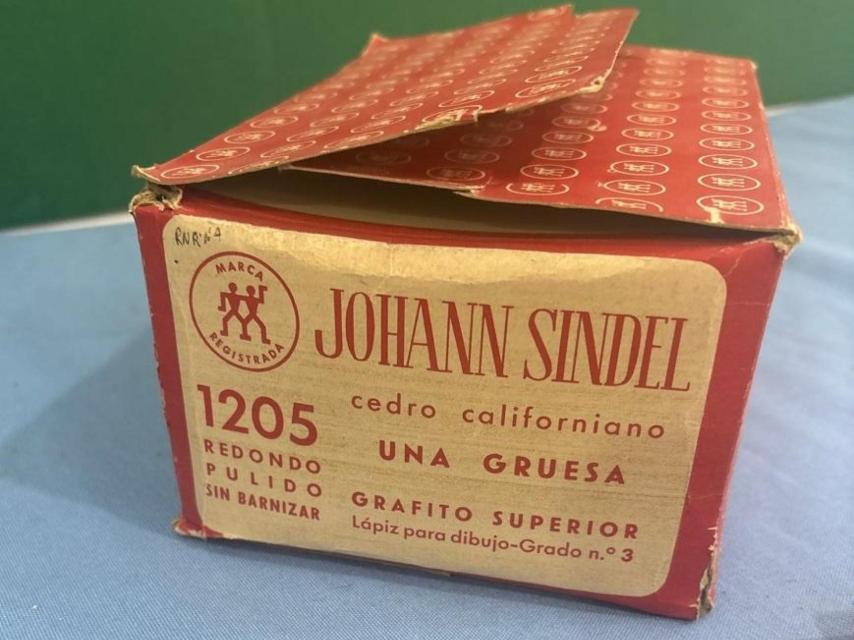 MARCA
REGISTRADA
JOHANN SINDEL
1205
REDONDO
PULIDO
SIN BARNIZAR
cedro californiano
UNA GRUESA
GRAFITO SUPERIOR
Lápiz para dibujo-Grado n.º 3